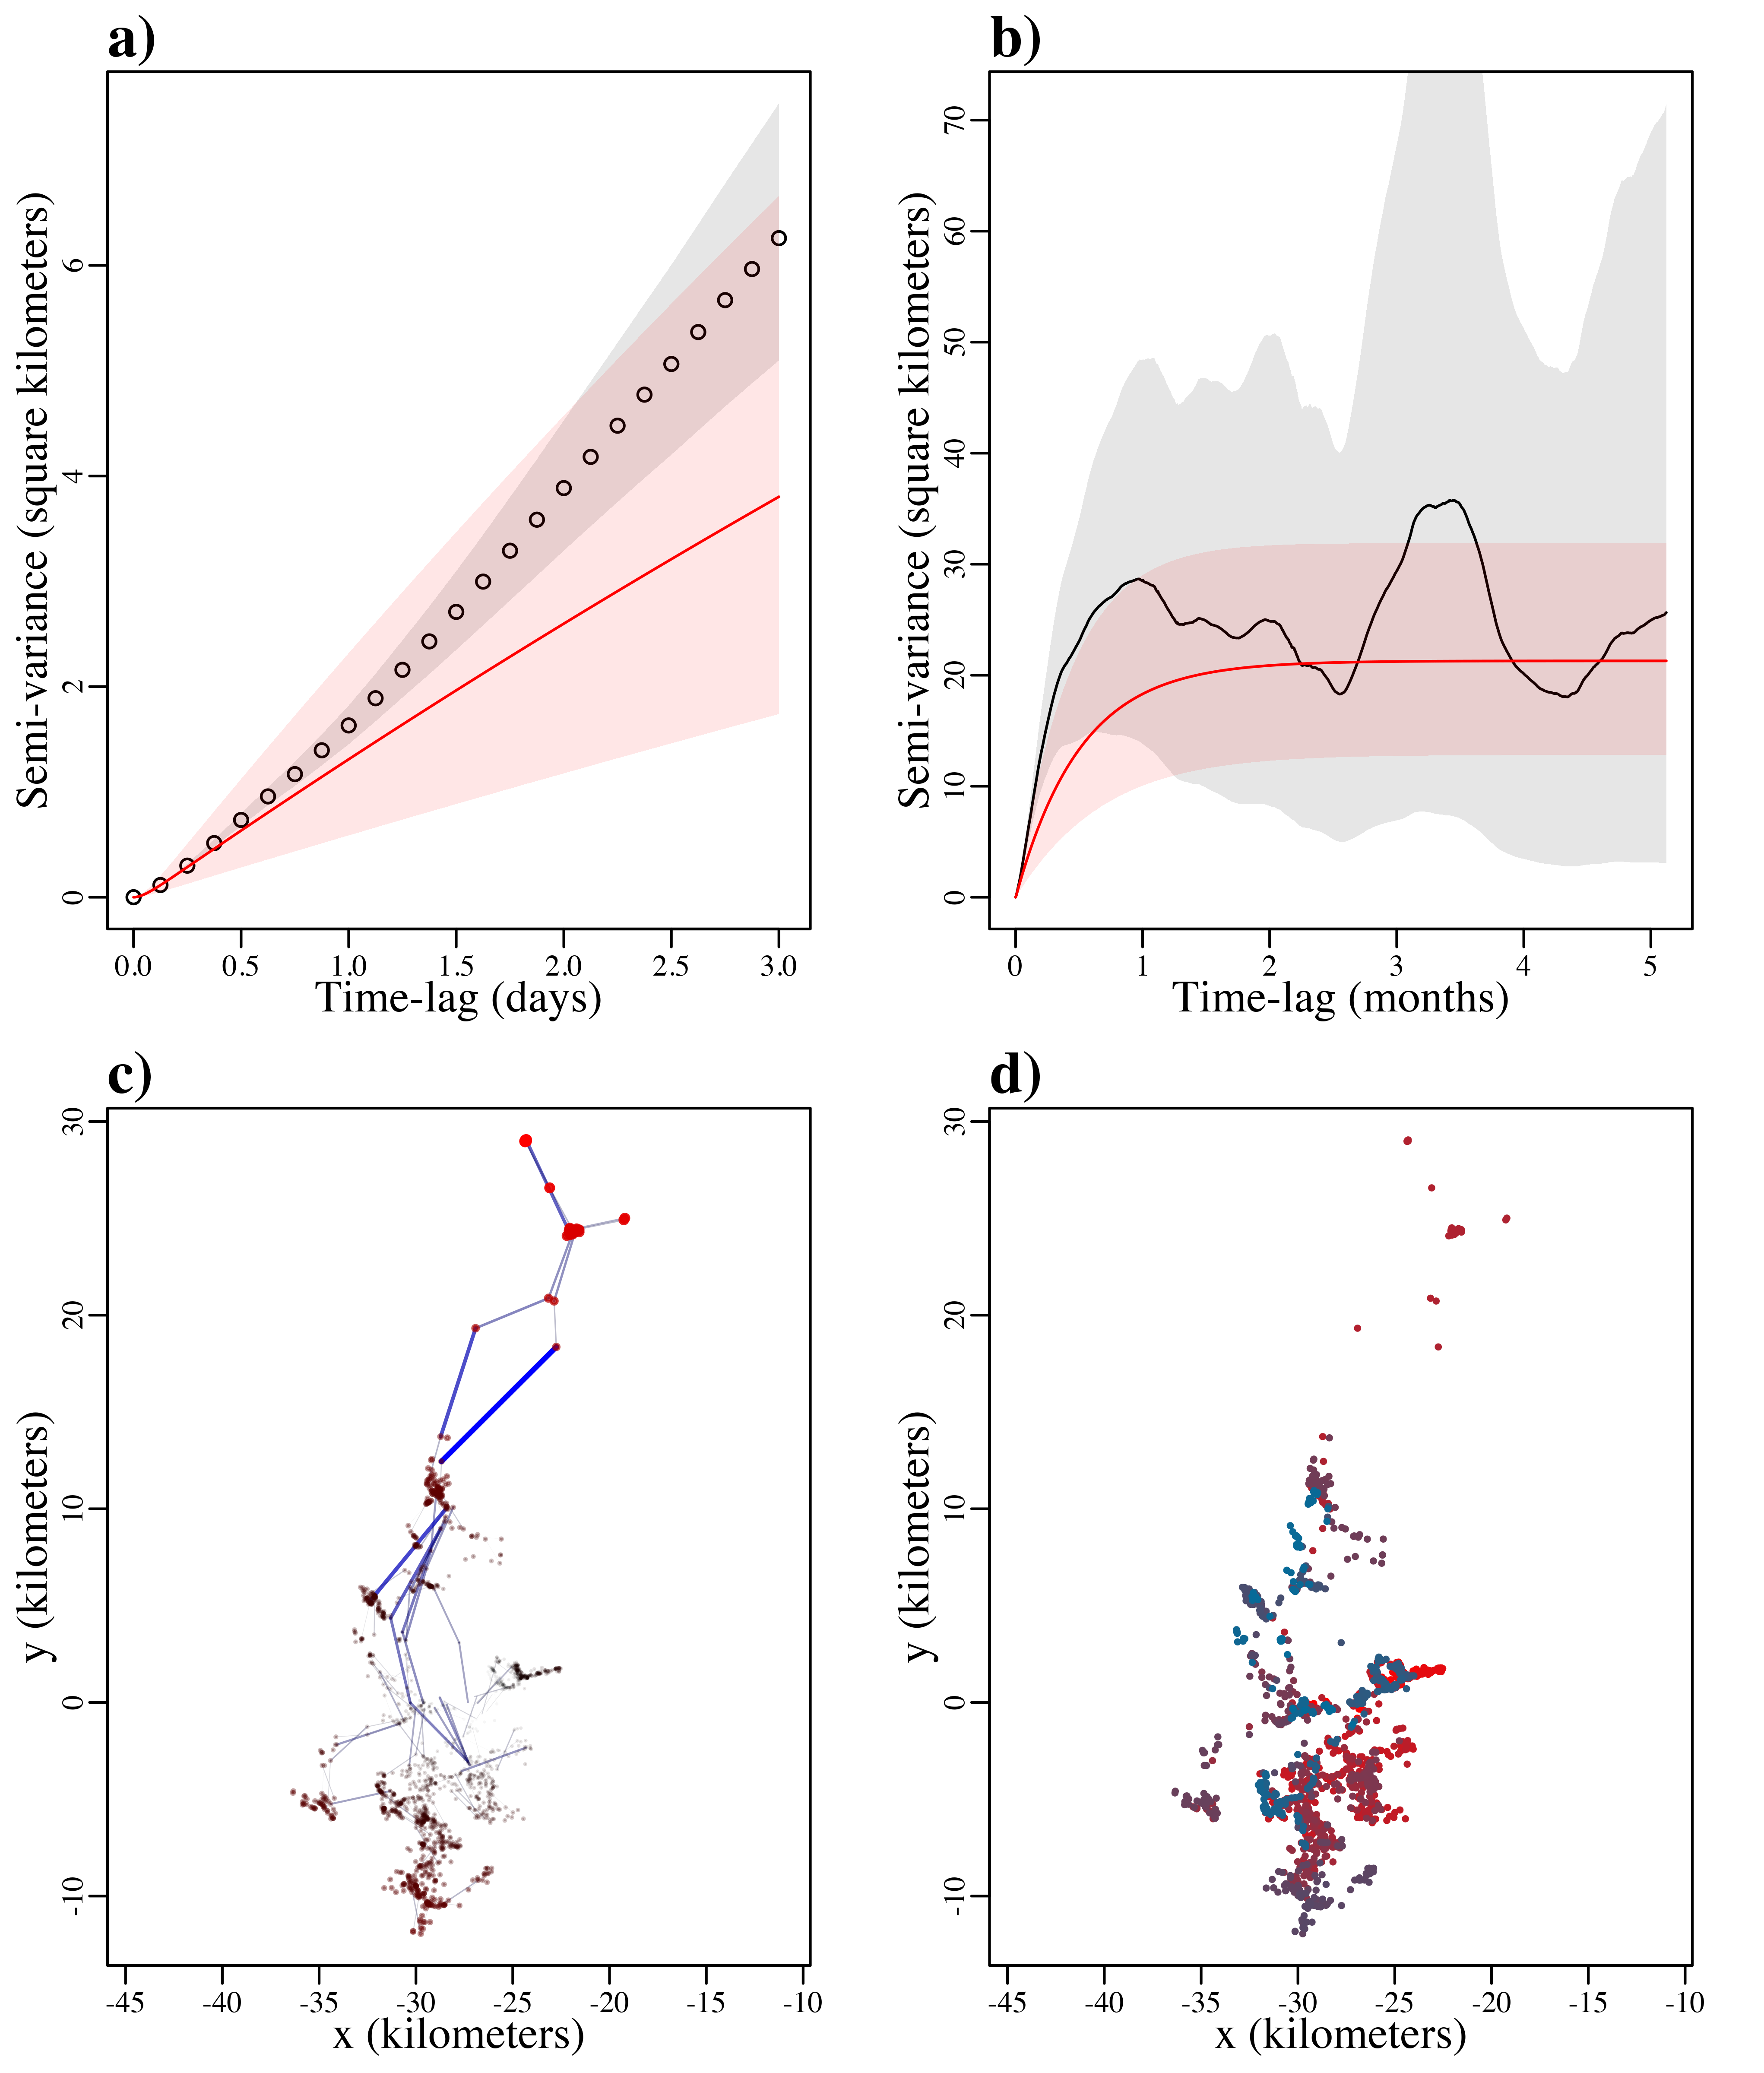 a)
Semi-variance (square kilometers)
0 2 4 6
0.0 0.5 1.0 1.5 2.0 2.5 3.0
Time-lag (days)
b)
Semi-variance (square kilometers)
0 10 20 30 40 50 60 70
0 1 2 3 4 5
Time-lag (months)
c)
y (kilometers)
-10 0 10 20 30
-45 -40 -35 -30 -25 -20 -15 -10
x (kilometers)
d)
y (kilometers)
-10 0 10 20 30
-45 -40 -35 -30 -25 -20 -15 -10
x (kilometers)